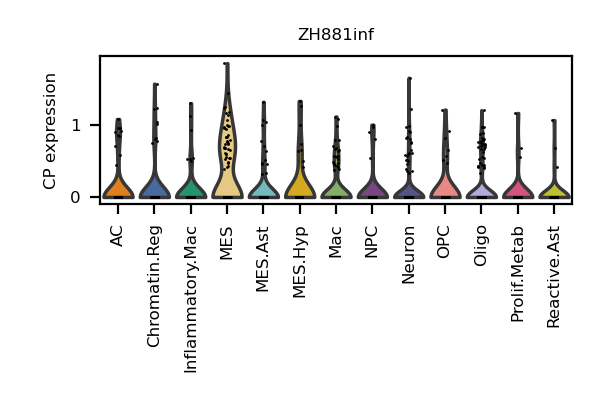 ZH881inf
CP expression
1
0
AC
Chromatin.Reg
Inflammatory.Mac
MES
MES.Ast
MES.Hyp
Mac
NPC
Neuron
OPC
Oligo
Prolif.Metab
Reactive.Ast